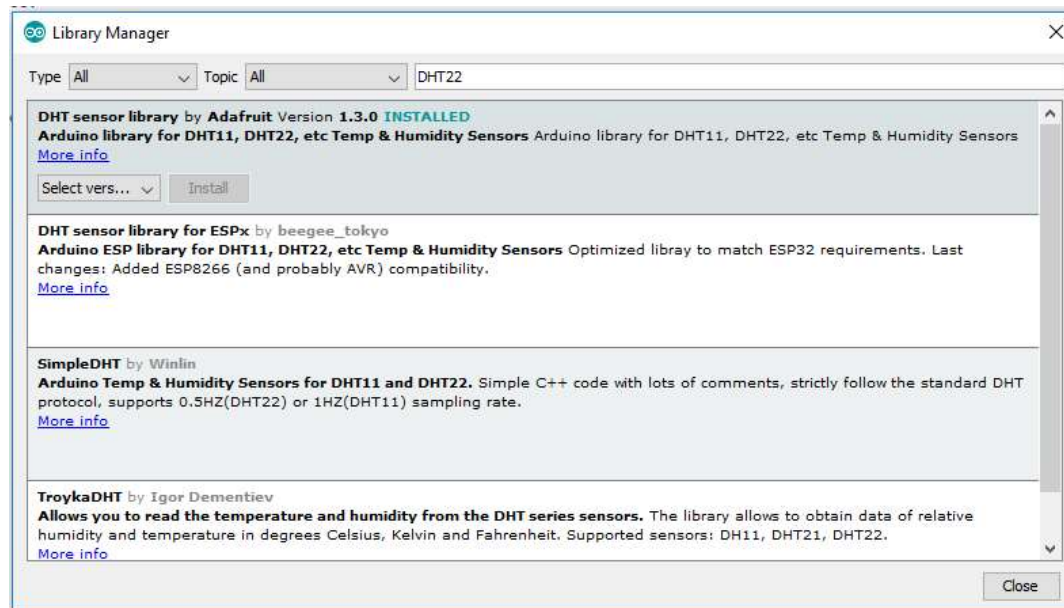 Library Manager
Type All Topic All DHT22
DHT sensor library by Adafruit Version 1.3.0 INSTALLED
Arduino library for DHT11, DHT22, etc Temp & Humidity Sensors Arduino library for DHT11, DHT22, etc Temp & Humidity Sensors
More info
Select vers... Install
DHT sensor library for ESPx by beegee_tokyo
Arduino ESP library for DHT11, DHT22, etc Temp & Humidity Sensors Optimized libray to match ESP32 requirements. Last
changes: Added ESP8266 (and probably AVR) compatibility.
More info
SimpleDHT by Winlin
Arduino Temp & Humidity Sensors for DHT11 and DHT22. Simple C++ code with lots of comments, strictly follow the standard DHT
protocol, supports 0.5HZ(DHT22) or 1HZ(DHT11) sampling rate.
More info
TroykaDHT by Igor Dementiev
Allows you to read the temperature and humidity from the DHT series sensors. The library allows to obtain data of relative
humidity and temperature in degrees Celsius, Kelvin and Fahrenheit. Supported sensors: DH11, DHT21, DHT22.
More info
Close